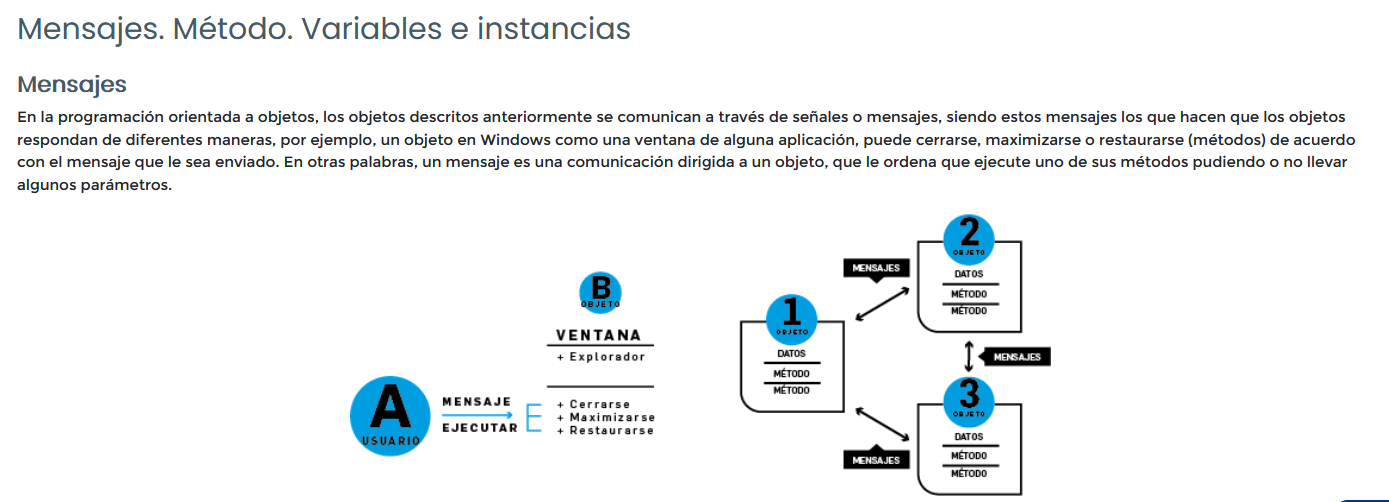 Mensajes. Método. Variables e instancias
Mensajes
En la programación orientada a objetos, los objetos descritos anteriormente se comunican a través de señales o mensajes, siendo estos mensajes los que hacen que los objetos
respondan de diferentes maneras, por ejemplo, un objeto en Windows como una ventana de alguna aplicación, puede cerrarse, maximizarse o restaurarse (métodos) de acuerdo
con el mensaje que le sea enviado. En otras palabras, un mensaje es una comunicación dirigida a un objeto, que le ordena que ejecute uno de sus métodos pudiendo o no llevar
algunos parámetros.
A
USUARIO
MENSAJE
EJECUTAR
B
OBJETO
VENTANA
+ Explorador
+ Cerrarse
+ Maximizarse
+ Restaurarse
1
OBJETO
DATOS
MÉTODO
MÉTODO
MENSAJES
2
OBJETO
DATOS
MÉTODO
MÉTODO
MENSAJES
3
OBJETO
DATOS
MÉTODO
MÉTODO
MENSAJES